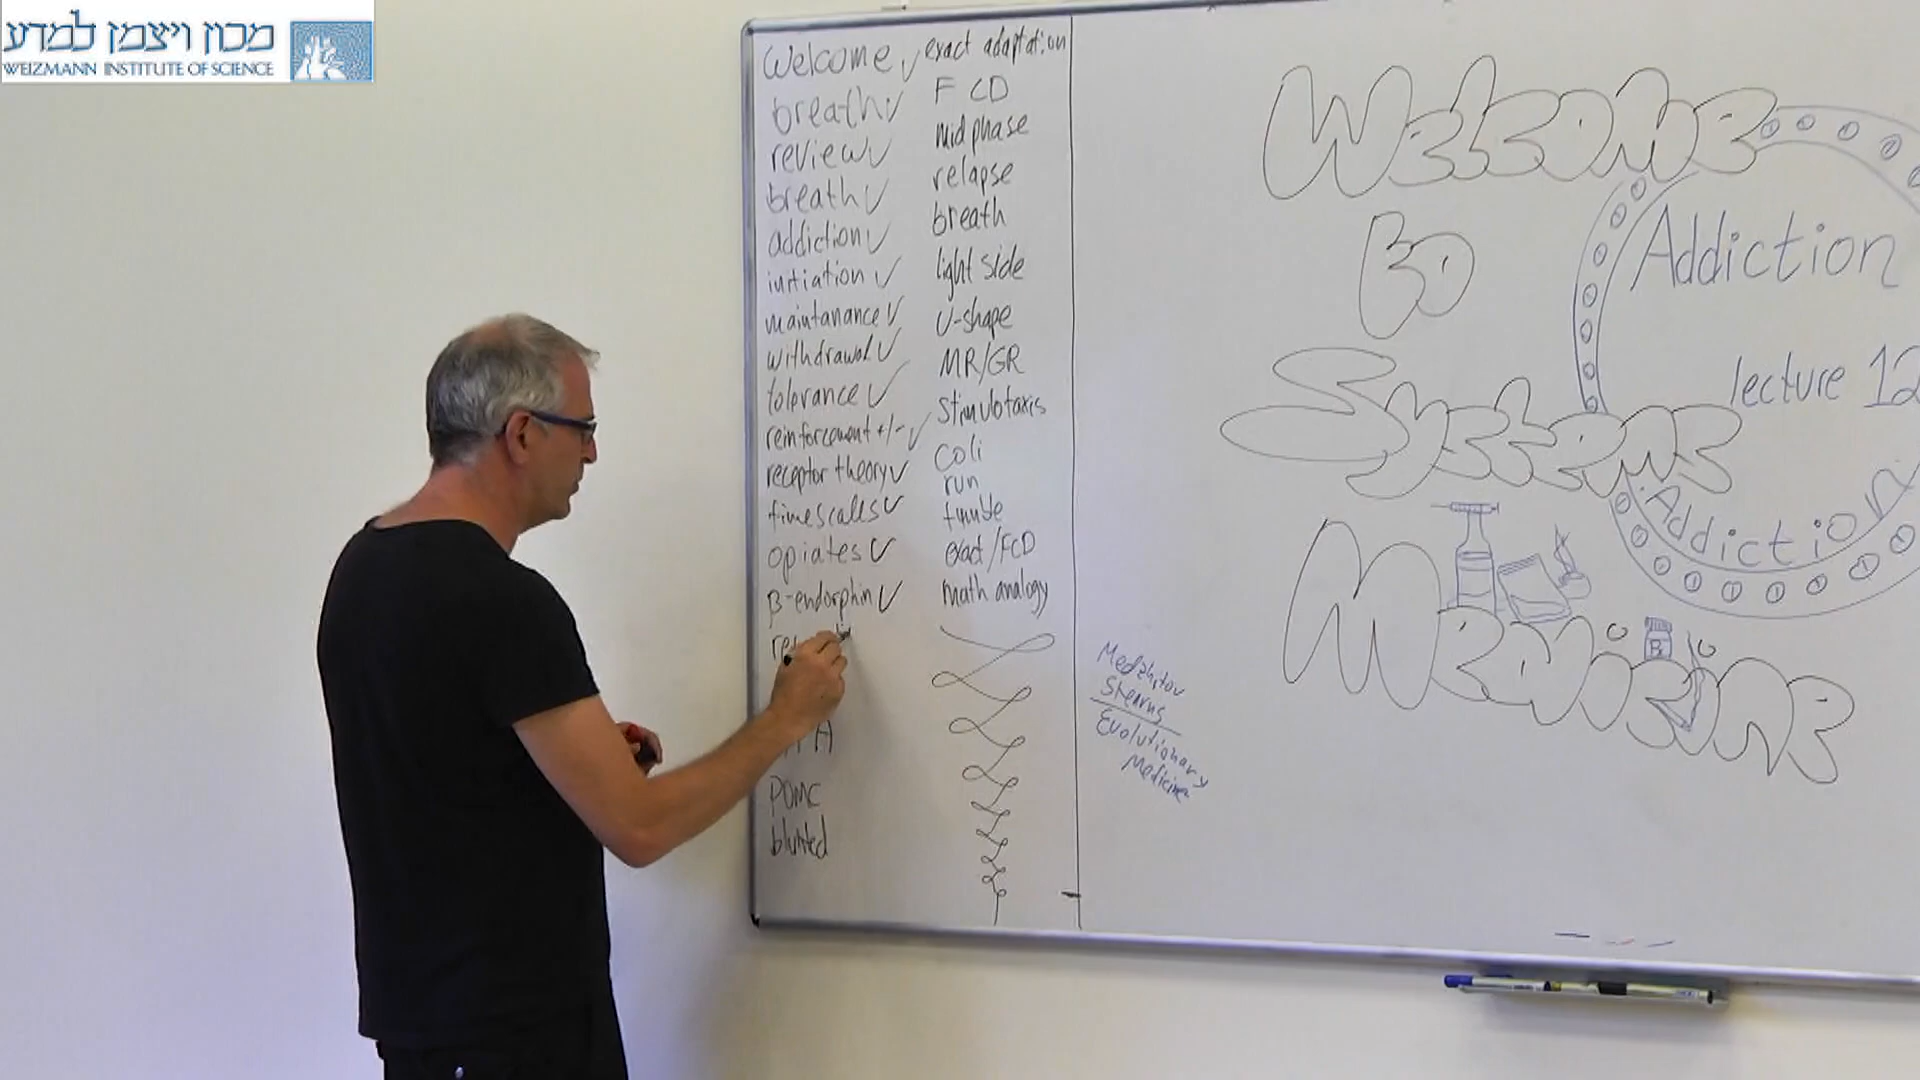 מכון ויצמן למדע
WEIZMANN INSTITUTE OF SCIENCE
Welcome ✓
breath ✓
review ✓
breath ✓
addiction ✓
initiation ✓
maintanance ✓
withdrawal ✓
tolerance ✓
reinforcement +/- ✓
receptor theory ✓
timescales ✓
opiates ✓
β-endorphin ✓
POMC
blunted
exact adaptation
FCD
midphase
relapse
breath
light side
U-shape
MR/GR
Stimulotaxis
Coli
run
tumble
exact/FCD
math analogy
Medzhitov
Stearns
Evolutionary
Medicine
Welcome
to
Systems
Medicine
Addiction
lecture 12
Addiction
Rx